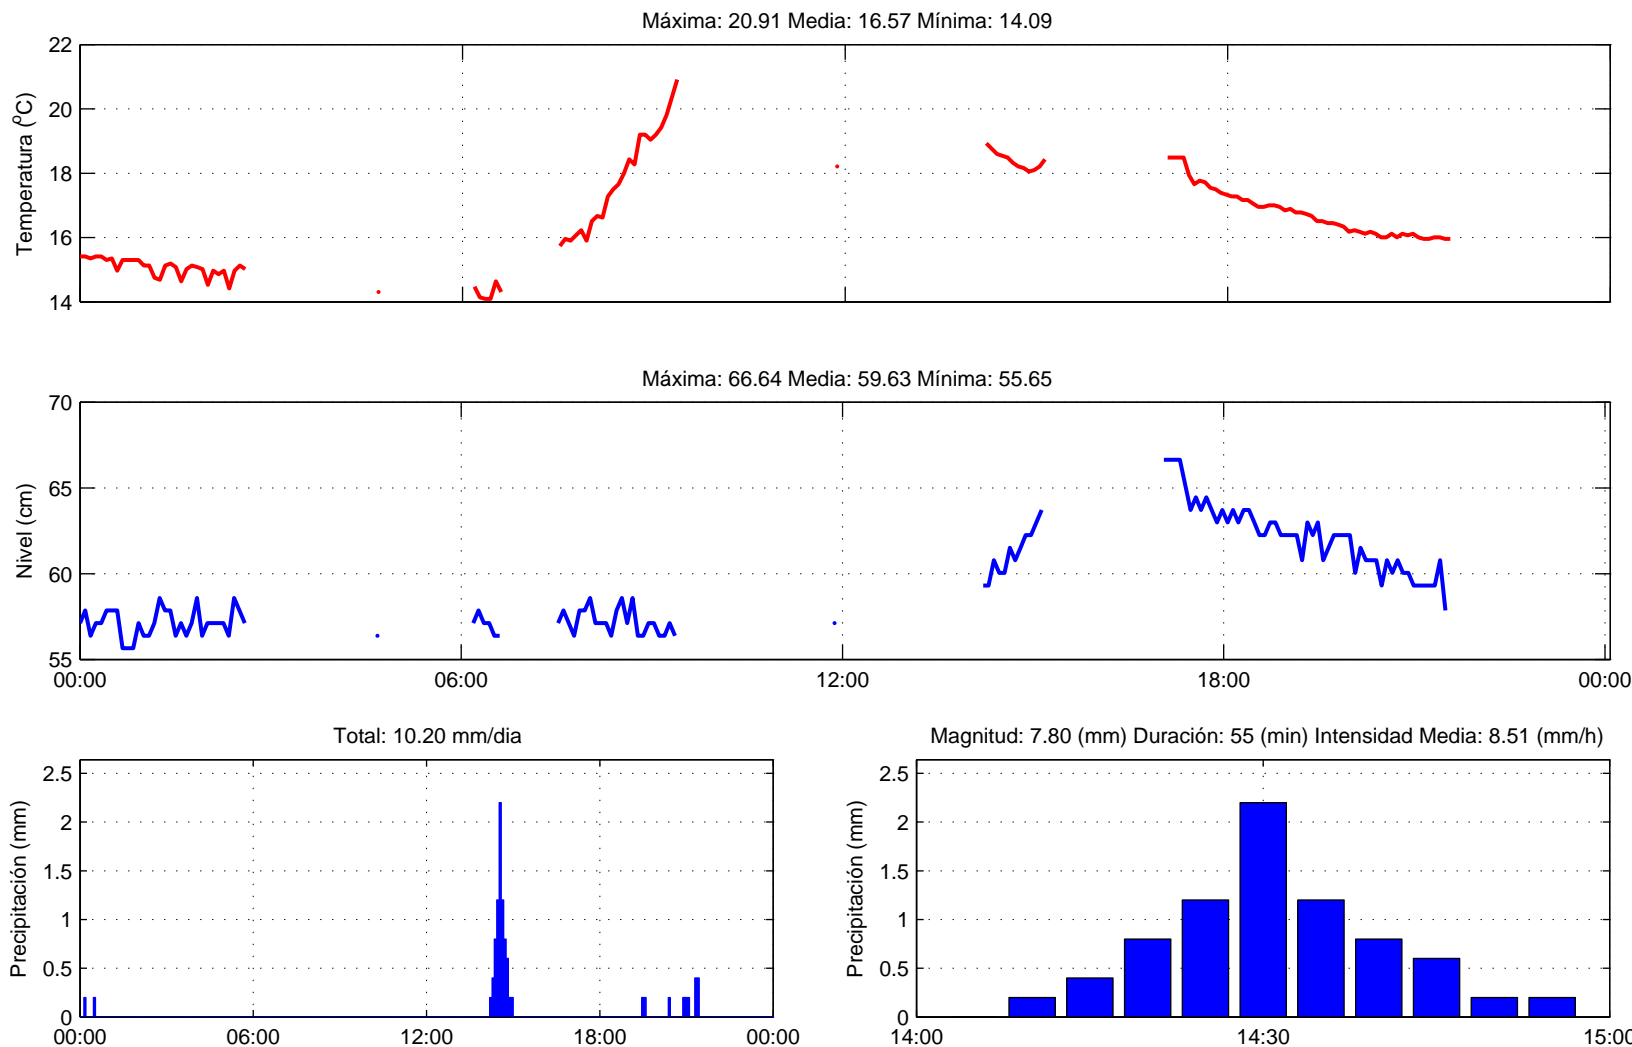 Máxima: 20.91 Media: 16.57 Mínima: 14.09
Temperatura (ºC)
22
20
18
16
14
Máxima: 66.64 Media: 59.63 Mínima: 55.65
Nivel (cm)
70
65
60
55
00:00 06:00 12:00 18:00 00:00
Total: 10.20 mm/dia
Precipitación (mm)
2.5
2
1.5
1
0.5
0
00:00 06:00 12:00 18:00 00:00
Magnitud: 7.80 (mm) Duración: 55 (min) Intensidad Media: 8.51 (mm/h)
Precipitación (mm)
2.5
2
1.5
1
0.5
0
14:00 14:30 15:00